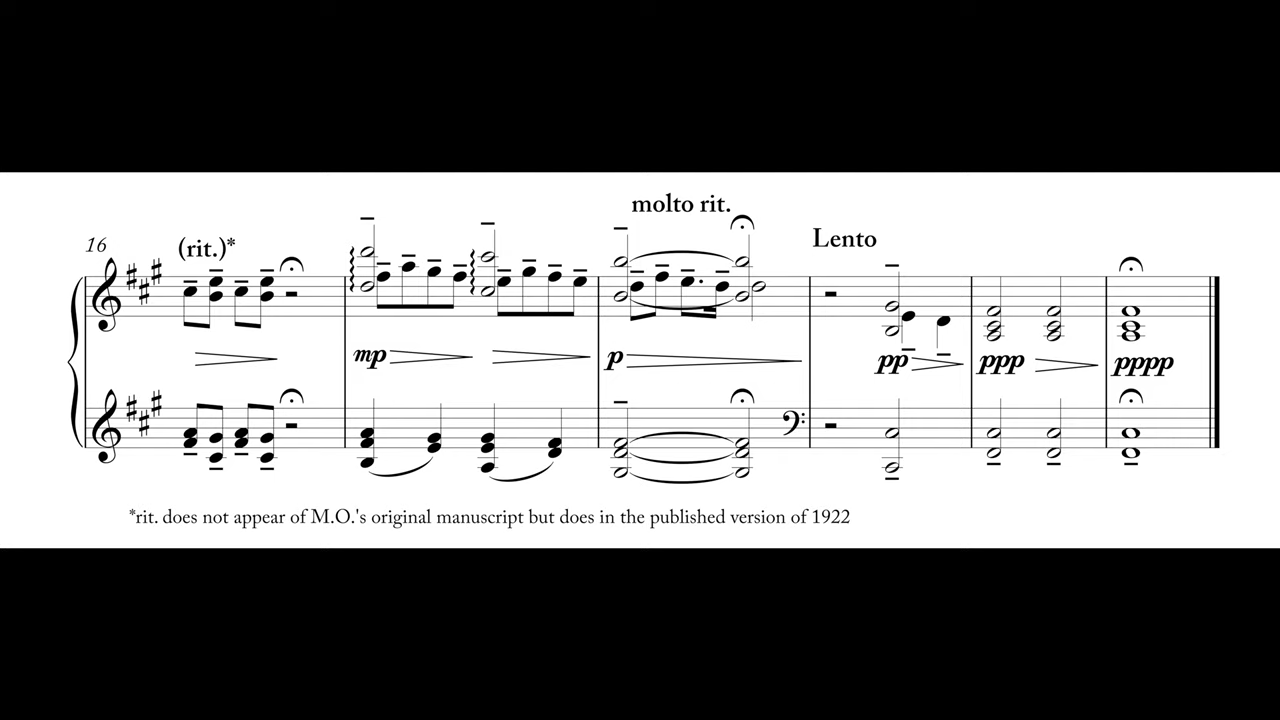 molto rit.
16
(rit.)*
Lento
mp
p
pp
ppp
pppp
*rit. does not appear of M.O.'s original manuscript but does in the published version of 1922